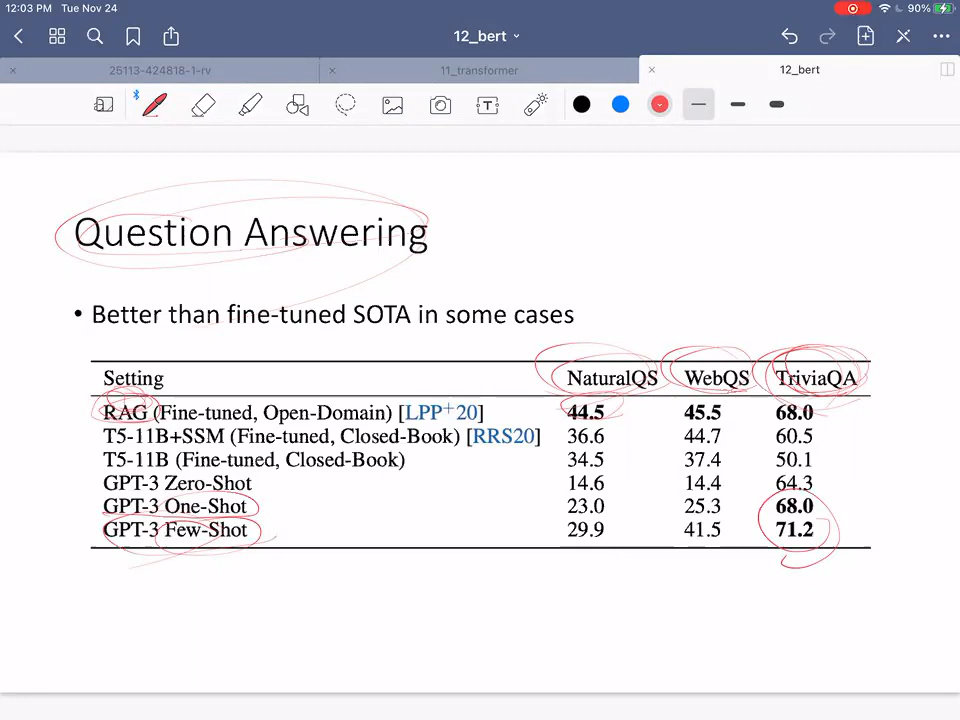 12:03 PM Tue Nov 24
90%
12_bert
25113-424818-1-rv
11_transformer
12_bert
T
Question Answering
• Better than fine-tuned SOTA in some cases
Setting NaturalQS WebQS TriviaQA
RAG (Fine-tuned, Open-Domain) [LPP+20] 44.5 45.5 68.0
T5-11B+SSM (Fine-tuned, Closed-Book) [RRS20] 36.6 44.7 60.5
T5-11B (Fine-tuned, Closed-Book) 34.5 37.4 50.1
GPT-3 Zero-Shot 14.6 14.4 64.3
GPT-3 One-Shot 23.0 25.3 68.0
GPT-3 Few-Shot 29.9 41.5 71.2